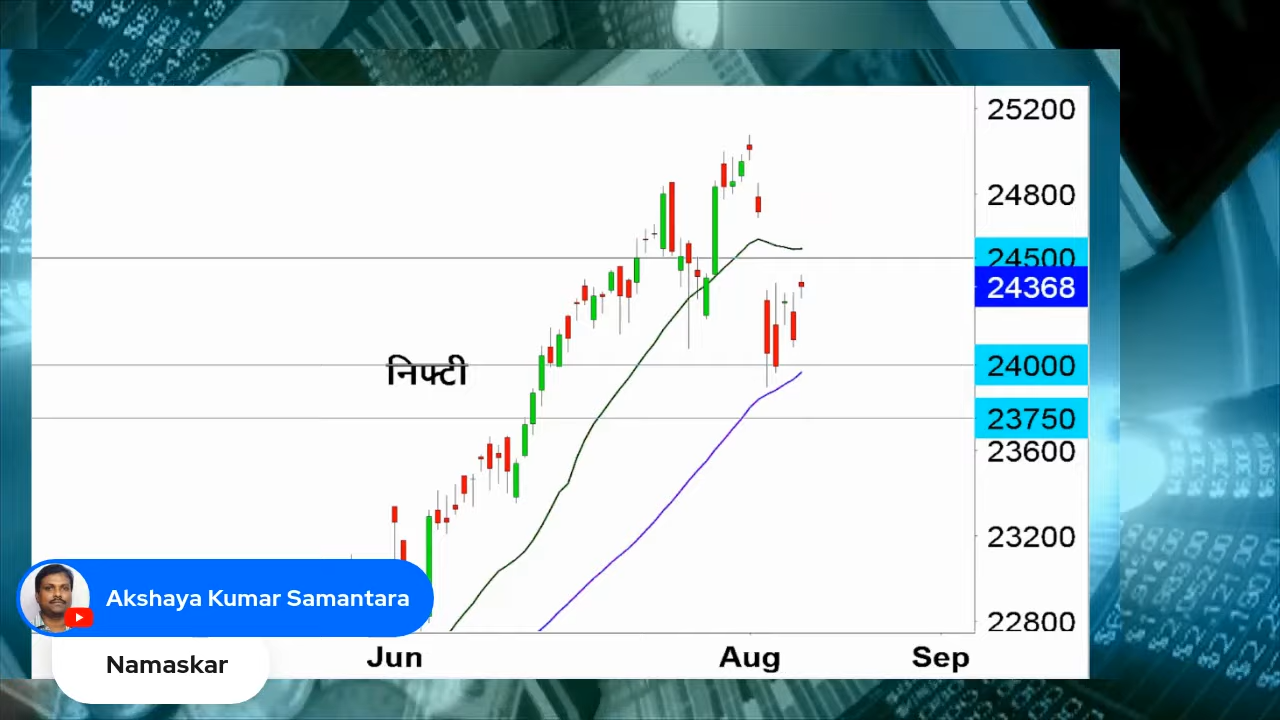 25200
24800
24500
24368
निफ्टी
24000
23750
23600
23200
22800
Jun
Aug
Sep
Akshaya Kumar Samantara
Namaskar